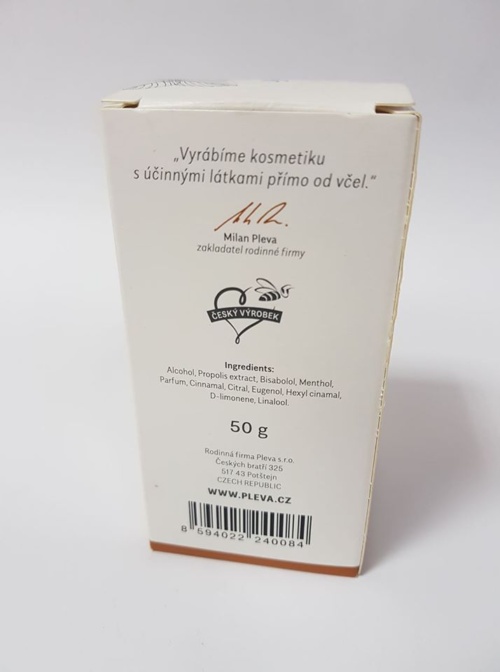 „Vyrábíme kosmetiku
s účinnými látkami přímo od včel.“
Milan Pleva
zakladatel rodinné firmy
ČESKÝ VÝROBEK
Ingredients:
Alcohol, Propolis extract, Bisabolol, Menthol,
Parfum, Cinnamal, Citral, Eugenol, Hexyl cinamal,
D-limonene, Linalool.
50 g
Rodinná firma Pleva s.r.o.
Českých bratří 325
517 43 Potštejn
CZECH REPUBLIC
WWW.PLEVA.CZ
8 594022 240084